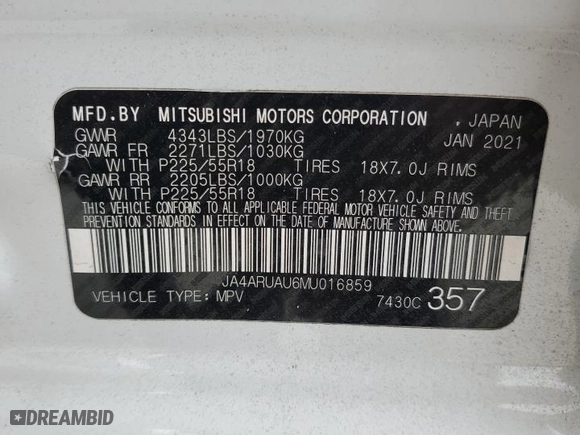 MFD.BY MITSUBISHI MOTORS CORPORATION , JAPAN
GVWR 4343LBS/1970KG JAN 2021
GAWR FR 2271LBS/1030KG
WITH P225/55R18 TIRES 18X7.0J RIMS
GAWR RR 2205LBS/1000KG
WITH P225/55R18 TIRES 18X7.0J RIMS
THIS VEHICLE CONFORMS TO ALL APPLICABLE FEDERAL MOTOR VEHICLE SAFETY AND THEFT
PREVENTION STANDARDS IN EFFECT ON THE DATE OF MANUFACTURE SHOWN ABOVE.
JA4ARUAU6MU016859
VEHICLE TYPE: MPV 7430C 357
DREAMBID